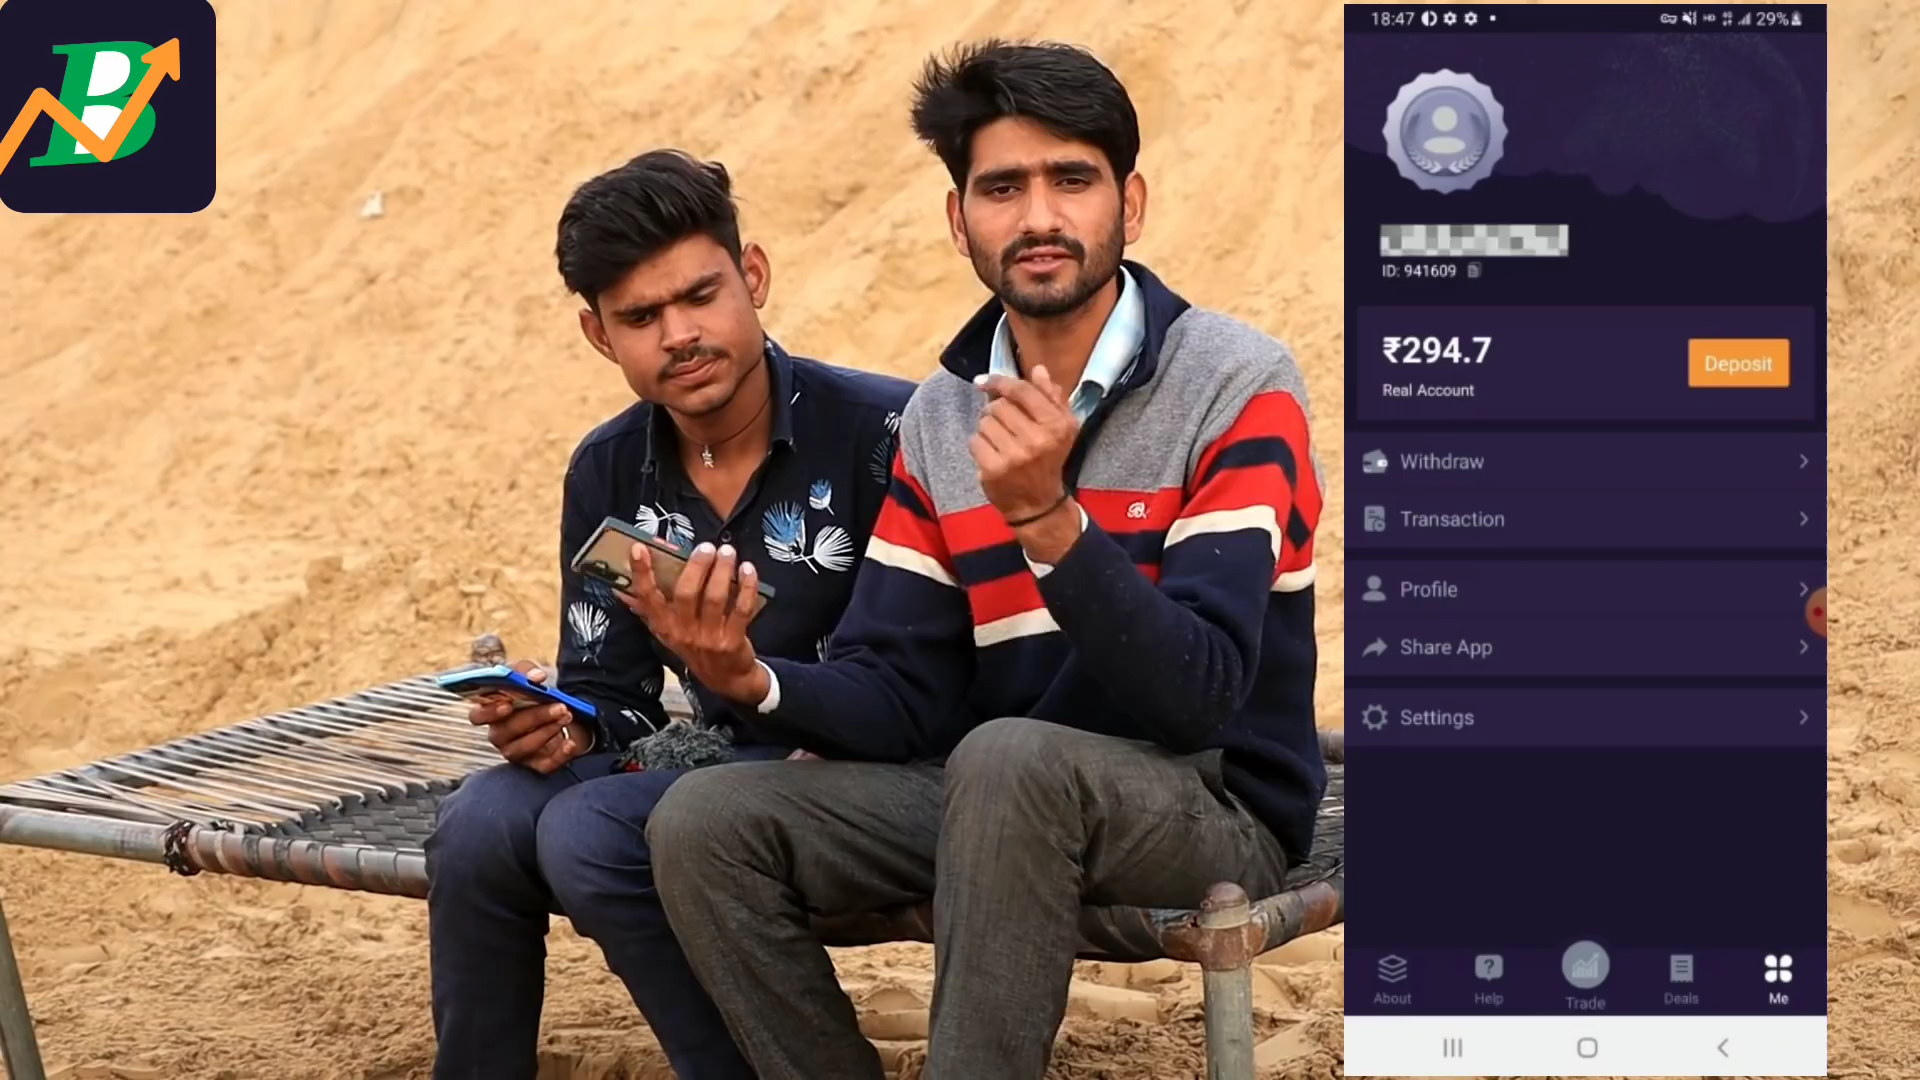 B
18:47
HD
29%
ID: 941609
₹294.7
Real Account
Deposit
Withdraw
Transaction
Profile
Share App
Settings
About
Help
Trade
Deals
Me
B